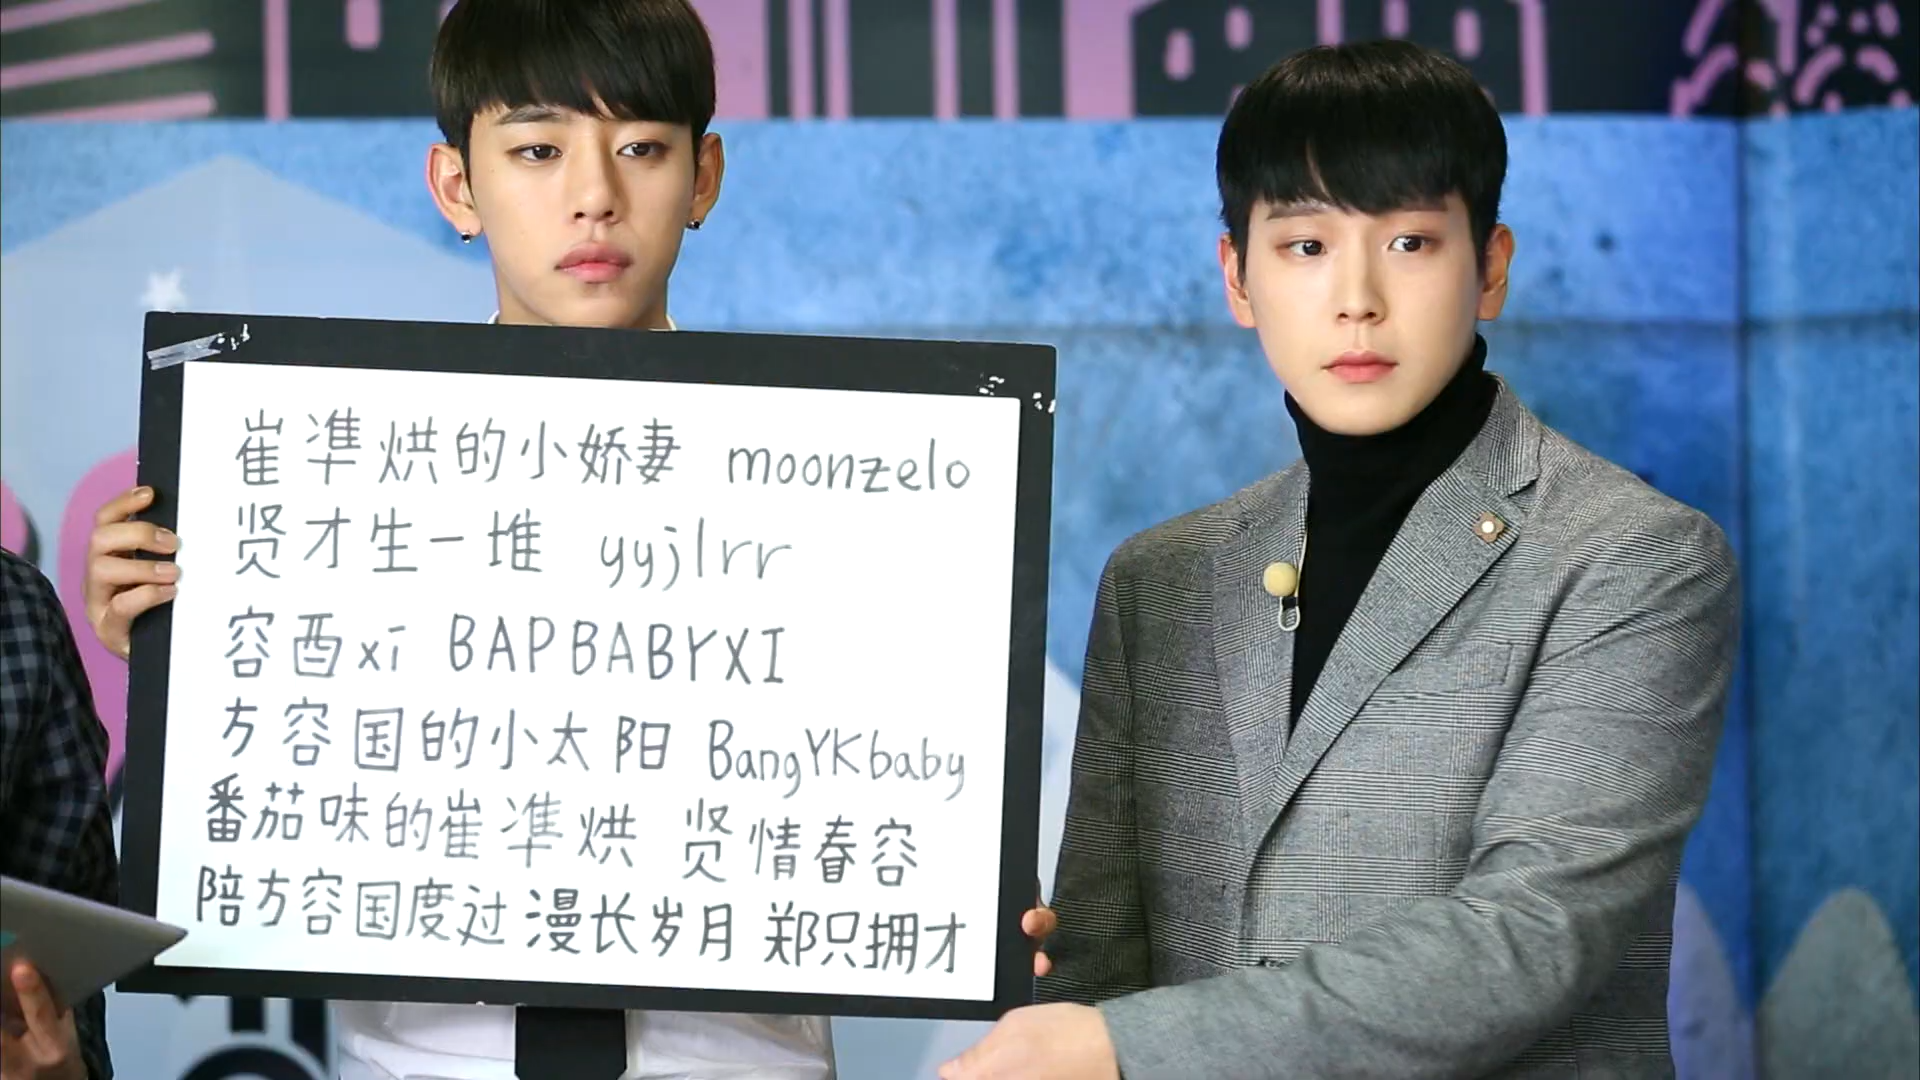 崔準烘的小娇妻 moonzelo
贤才生一堆 yyjlrr
容酉xi BAPBABYXI
方容国的小太阳 BangYKbaby
番茄味的崔準烘 贤情春容
陪方容国度过漫长岁月 郑只拥才